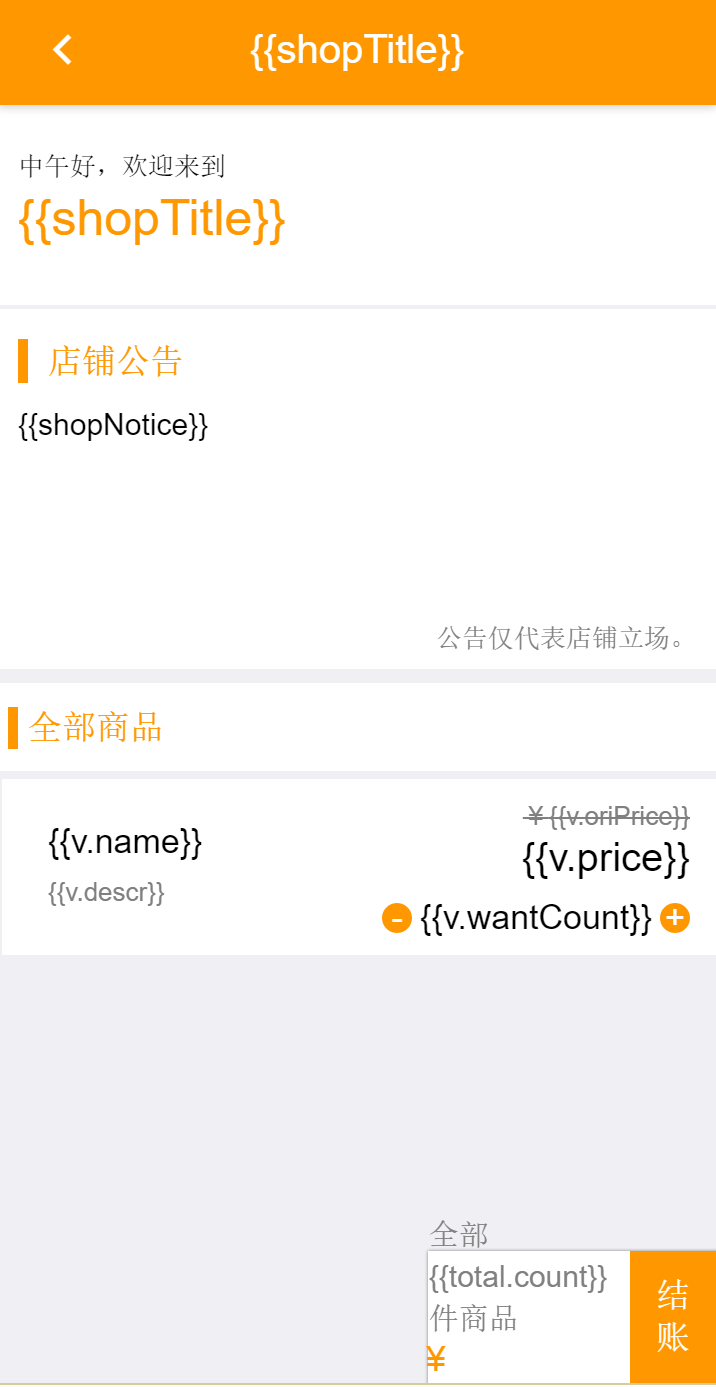 {{shopTitle}}
中午好，欢迎来到
{{shopTitle}}
店铺公告
{{shopNotice}}
公告仅代表店铺立场。
全部商品
¥{{v.oriPrice}}
{{v.name}}
{{v.price}}
{{v.descr}}
- {{v.wantCount}} +
全部
{{total.count}}
件商品
¥
结
账